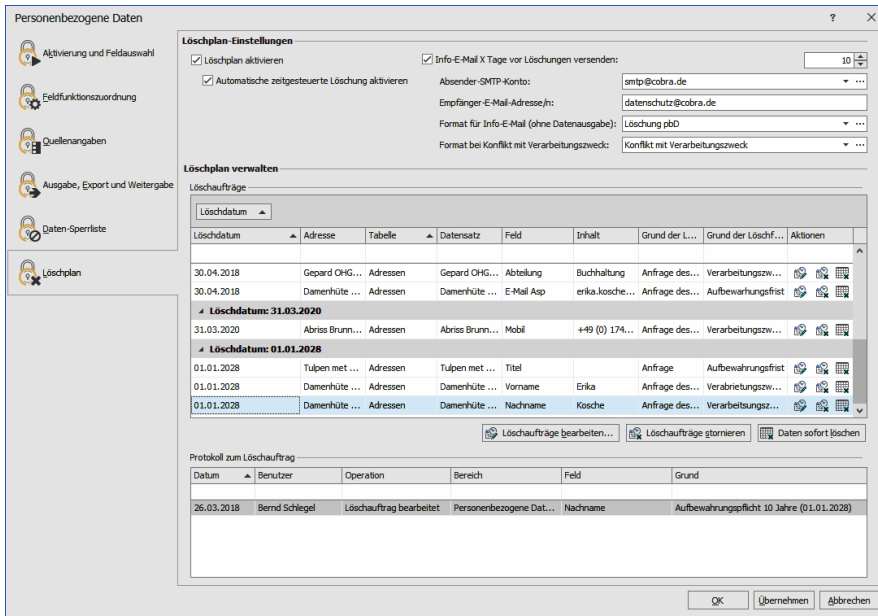 Personenbezogene Daten ? ×
Aktivierung und Feldauswahl
Feldfunktionszuordnung
Quellenangaben
Ausgabe, Export und Weitergabe
Daten-Sperrliste
Löschplan
Löschplan-Einstellungen
Löschplan aktivieren
Automatische zeitgesteuerte Löschung aktivieren
Info-E-Mail X Tage vor Löschungen versenden: 10
Absender-SMTP-Konto: smtp@cobra.de
Empfänger-E-Mail-Adresse/n: datenschutz@cobra.de
Format für Info-E-Mail (ohne Datenausgabe): Löschung pbD
Format bei Konflikt mit Verarbeitungszweck: Konflikt mit Verarbeitungszweck
Löschplan verwalten
Löschaufträge
Löschdatum
Löschdatum Adresse Tabelle Datensatz Feld Inhalt Grund der L... Grund der Löschf... Aktionen
30.04.2018 Gepard OHG... Adressen Gepard OHG... Abteilung Buchhaltung Anfrage des... Verarbeitungszw...
30.04.2018 Damenhüte ... Adressen Damenhüte ... E-Mail Asp erika.kosche... Anfrage des... Aufbewarhungsfrist
Löschdatum: 31.03.2020
31.03.2020 Abriss Brunn... Adressen Abriss Brunn... Mobil +49 (0) 174... Anfrage des... Verarbeitungszw...
Löschdatum: 01.01.2028
01.01.2028 Tulpen met ... Adressen Tulpen met ... Titel Anfrage Aufbewahrungsfrist
01.01.2028 Damenhüte ... Adressen Damenhüte ... Vorname Erika Anfrage des... Verabrietungszw...
01.01.2028 Damenhüte ... Adressen Damenhüte ... Nachname Kosche Anfrage des... Verarbeitsungsz...
Löschaufträge bearbeiten... Löschaufträge stornieren Daten sofort löschen
Protokoll zum Löschauftrag
Datum Benutzer Operation Bereich Feld Grund
26.03.2018 Bernd Schlegel Löschauftrag bearbeitet Personenbezogene Dat... Nachname Aufbewahrungspflicht 10 Jahre (01.01.2028)
OK Übernehmen Abbrechen